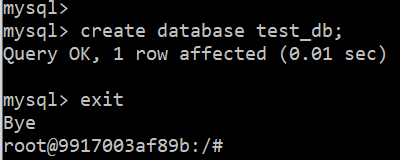 mysql>
mysql> create database test_db;
Query OK, 1 row affected (0.01 sec)
mysql> exit
Bye
root@9917003af89b:/#